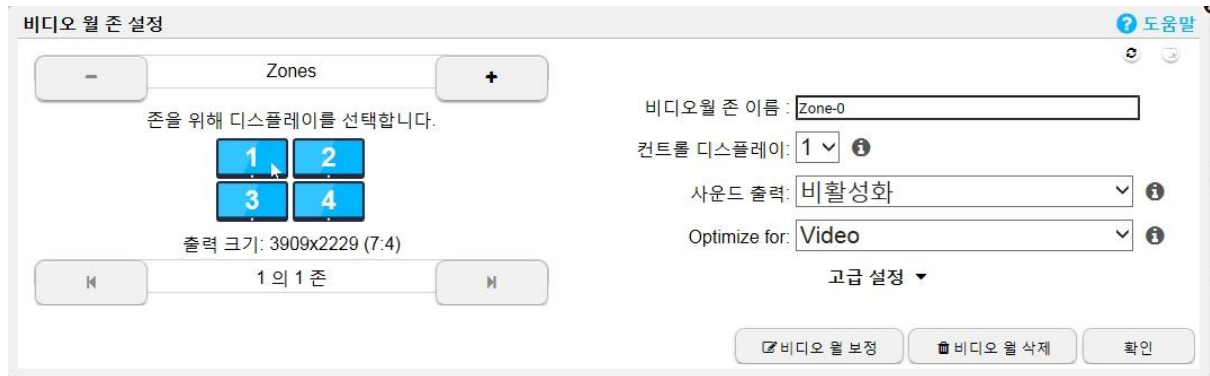 비디오 월 존 설정
도움말
Zones
존을 위해 디스플레이를 선택합니다.
1 2
3 4
출력 크기: 3909x2229 (7:4)
1 의 1 존
비디오월 존 이름 : Zone-0
컨트롤 디스플레이: 1
사운드 출력: 비활성화
Optimize for: Video
고급 설정
비디오 월 보정
비디오 월 삭제
확인